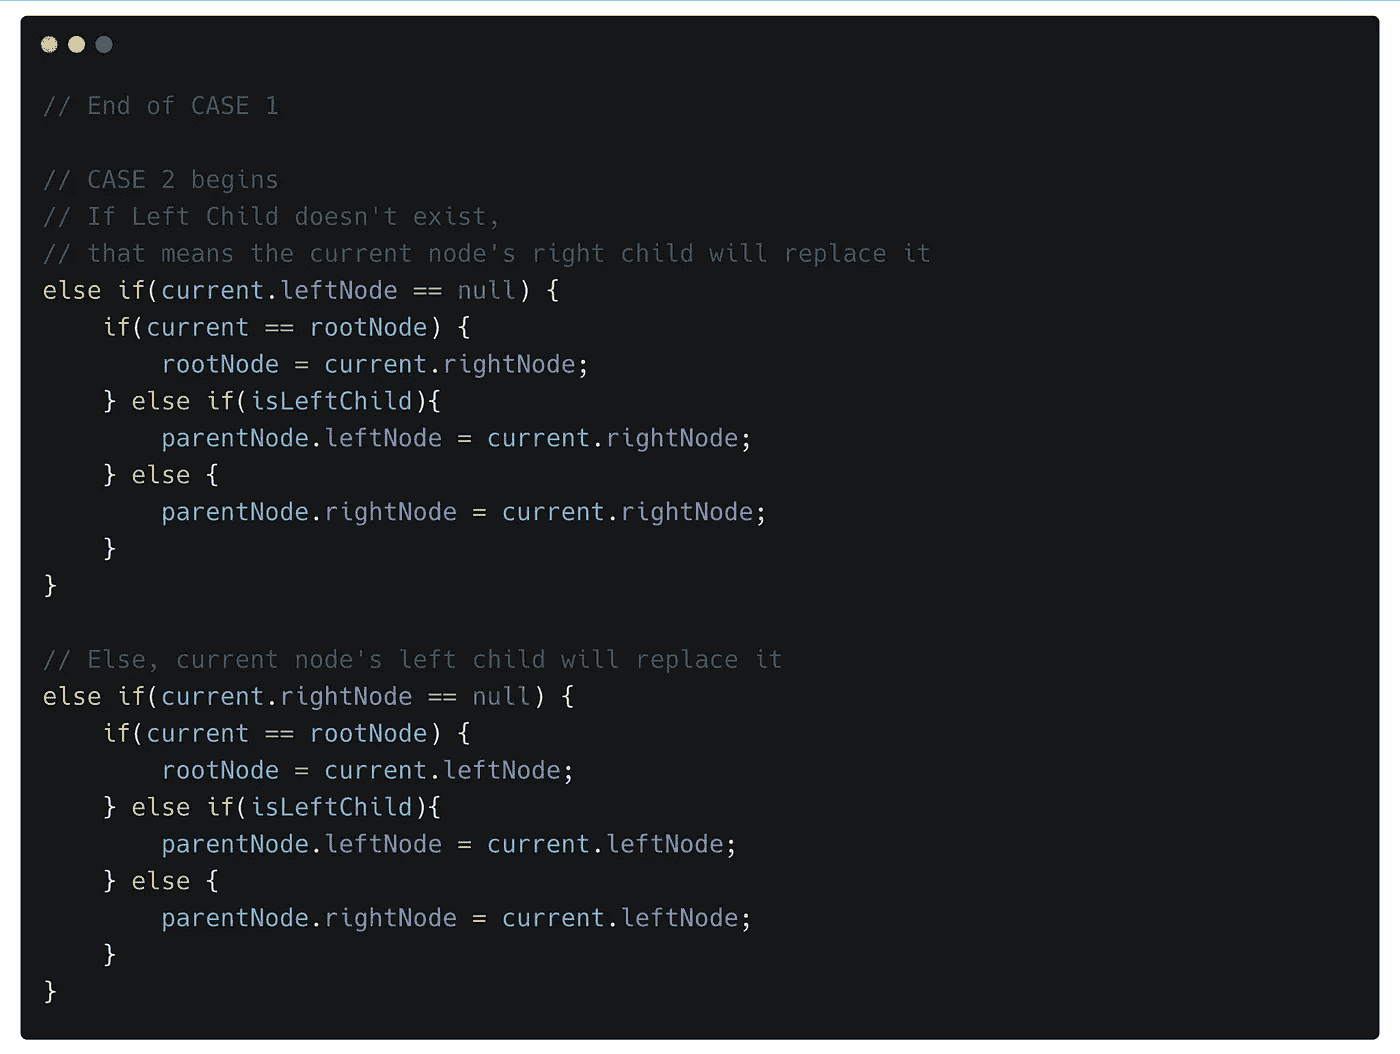 // End of CASE 1
// CASE 2 begins
// If Left Child doesn't exist,
// that means the current node's right child will replace it
else if(current.leftNode == null) {
    if(current == rootNode) {
        rootNode = current.rightNode;
    } else if(isLeftChild){
        parentNode.leftNode = current.rightNode;
    } else {
        parentNode.rightNode = current.rightNode;
    }
}
// Else, current node's left child will replace it
else if(current.rightNode == null) {
    if(current == rootNode) {
        rootNode = current.leftNode;
    } else if(isLeftChild){
        parentNode.leftNode = current.leftNode;
    } else {
        parentNode.rightNode = current.leftNode;
    }
}